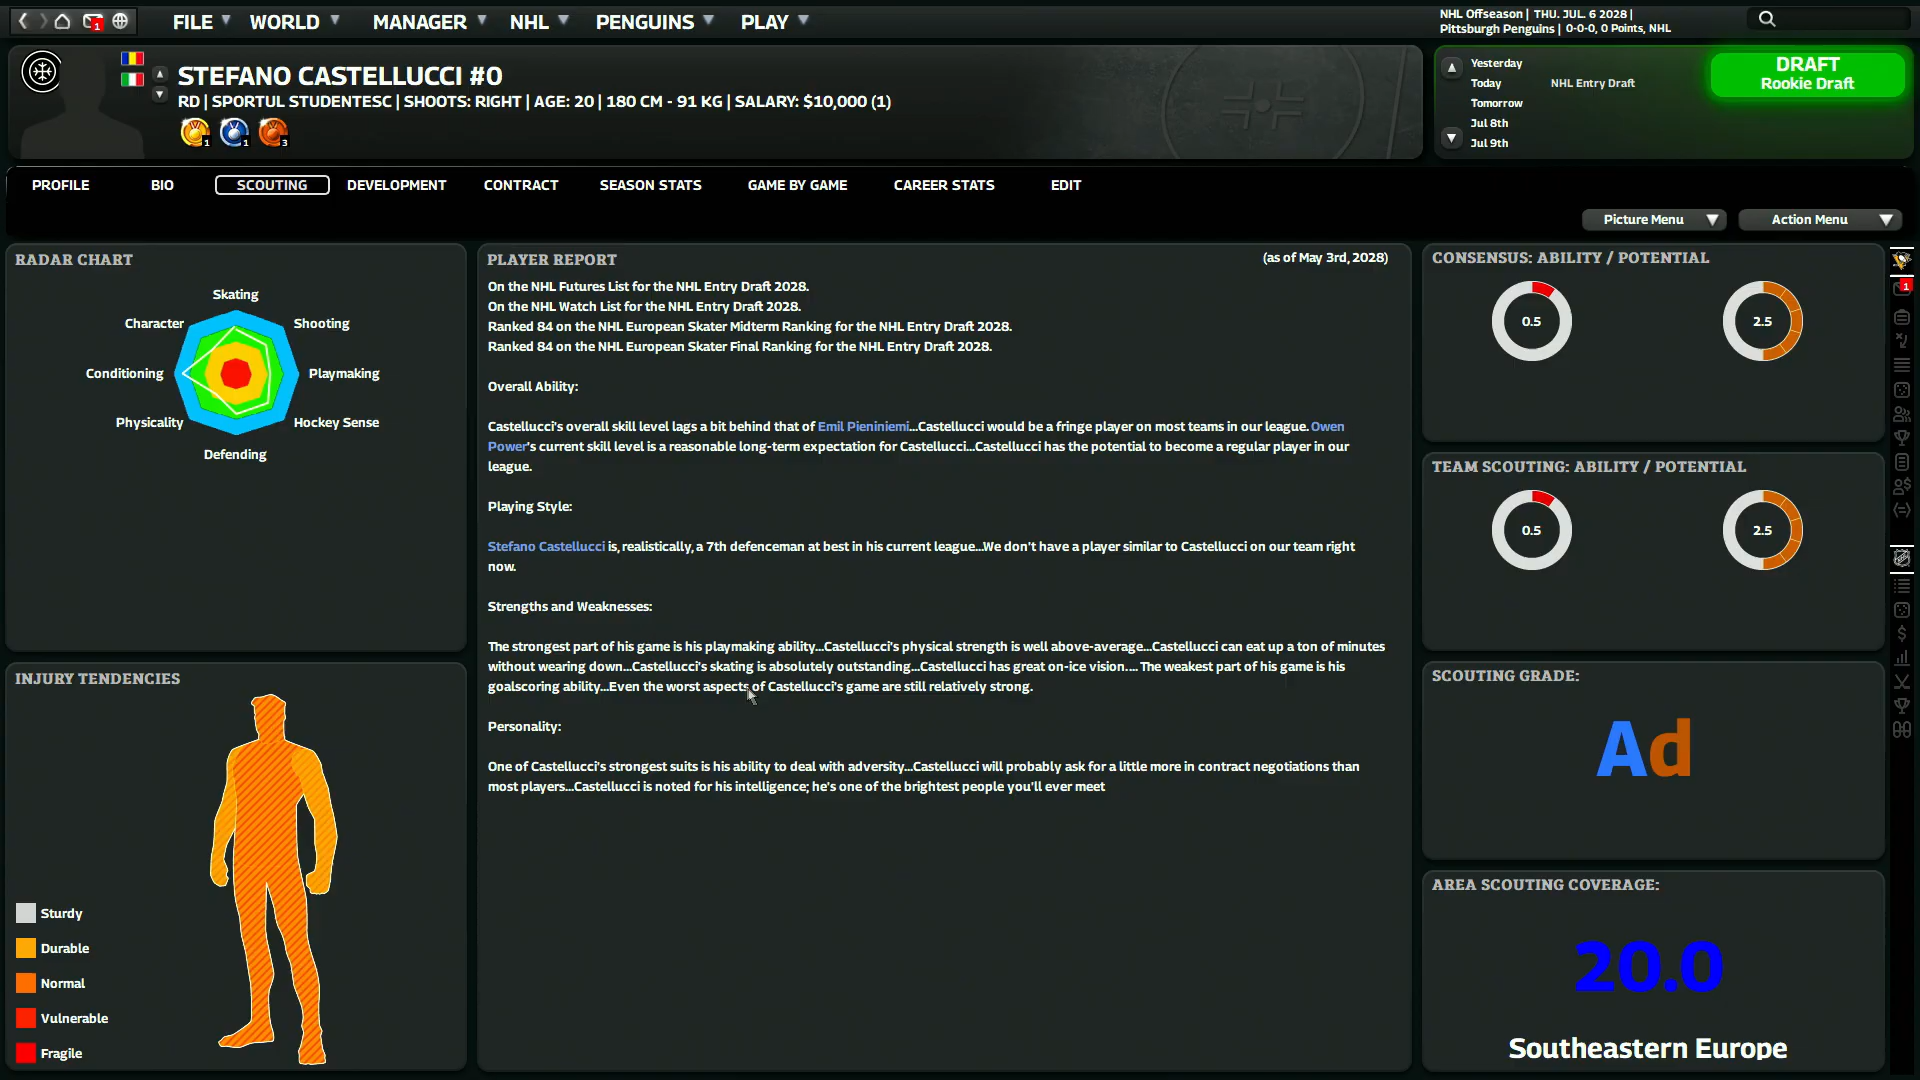 FILE WORLD MANAGER NHL PENGUINS PLAY
NHL Offseason | THU. JUL. 6 2028 |
Pittsburgh Penguins | 0-0-0, 0 Points, NHL
1
STEFANO CASTELLUCCI #0
RD | SPORTUL STUDENTESC | SHOOTS: RIGHT | AGE: 20 | 180 CM - 91 KG | SALARY: $10,000 (1)
1 1 3
Yesterday
Today NHL Entry Draft
Tomorrow
Jul 8th
Jul 9th
DRAFT
Rookie Draft
PROFILE BIO SCOUTING DEVELOPMENT CONTRACT SEASON STATS GAME BY GAME CAREER STATS EDIT
Picture Menu Action Menu
RADAR CHART
Skating
Character Shooting
Conditioning Playmaking
Physicality Hockey Sense
Defending
INJURY TENDENCIES
Sturdy
Durable
Normal
Vulnerable
Fragile
PLAYER REPORT (as of May 3rd, 2028)
On the NHL Futures List for the NHL Entry Draft 2028.
On the NHL Watch List for the NHL Entry Draft 2028.
Ranked 84 on the NHL European Skater Midterm Ranking for the NHL Entry Draft 2028.
Ranked 84 on the NHL European Skater Final Ranking for the NHL Entry Draft 2028.
Overall Ability:
Castellucci's overall skill level lags a bit behind that of Emil Pieniniemi...Castellucci would be a fringe player on most teams in our league. Owen
Power's current skill level is a reasonable long-term expectation for Castellucci...Castellucci has the potential to become a regular player in our
league.
Playing Style:
Stefano Castellucci is, realistically, a 7th defenceman at best in his current league...We don't have a player similar to Castellucci on our team right
now.
Strengths and Weaknesses:
The strongest part of his game is his playmaking ability...Castellucci's physical strength is well above-average...Castellucci can eat up a ton of minutes
without wearing down...Castellucci's skating is absolutely outstanding...Castellucci has great on-ice vision.... The weakest part of his game is his
goalscoring ability...Even the worst aspects of Castellucci's game are still relatively strong.
Personality:
One of Castellucci's strongest suits is his ability to deal with adversity...Castellucci will probably ask for a little more in contract negotiations than
most players...Castellucci is noted for his intelligence; he's one of the brightest people you'll ever meet
CONSENSUS: ABILITY / POTENTIAL
0.5 2.5
TEAM SCOUTING: ABILITY / POTENTIAL
0.5 2.5
SCOUTING GRADE:
Ad
AREA SCOUTING COVERAGE:
20.0
Southeastern Europe
1